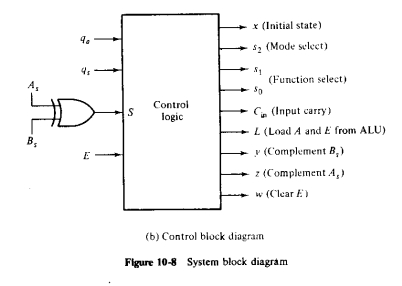 x (Initial state)
q_a
s_2 (Mode select)
q_s
s_1
(Function select)
s_0
A_s
S
Control
logic
C_in (Input carry)
L (Load A and E from ALU)
B_s
E
y (Complement B_s)
z (Complement A_s)
w (Clear E)
(b) Control block diagram
Figure 10-8 System block diagram